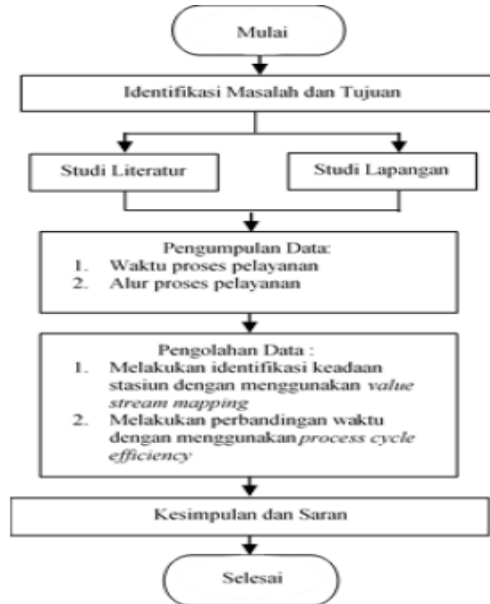 Mulai
Identifikasi Masalah dan Tujuan
Studi Literatur
Studi Lapangan
Pengumpulan Data:
1. Waktu proses pelayanan
2. Alur proses pelayanan
Pengolahan Data :
1. Melakukan identifikasi keadaan
stasiun dengan menggunakan value
stream mapping
2. Melakukan perbandingan waktu
dengan menggunakan process cycle
efficiency
Kesimpulan dan Saran
Selesai